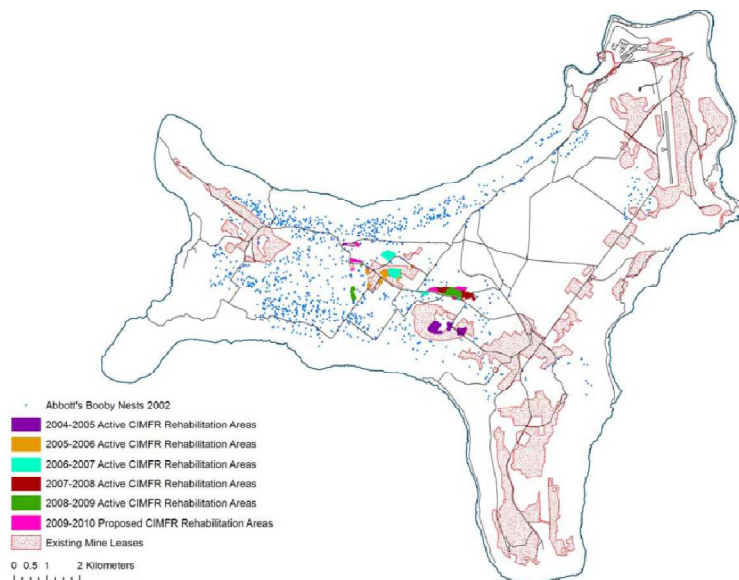 Abbott's Booby Nests 2002
2004-2005 Active CIMFR Rehabilitation Areas
2005-2006 Active CIMFR Rehabilitation Areas
2006-2007 Active CIMFR Rehabilitation Areas
2007-2008 Active CIMFR Rehabilitation Areas
2008-2009 Active CIMFR Rehabilitation Areas
2009-2010 Proposed CIMFR Rehabilitation Areas
Existing Mine Leases
0 0.5 1 2 Kilometers